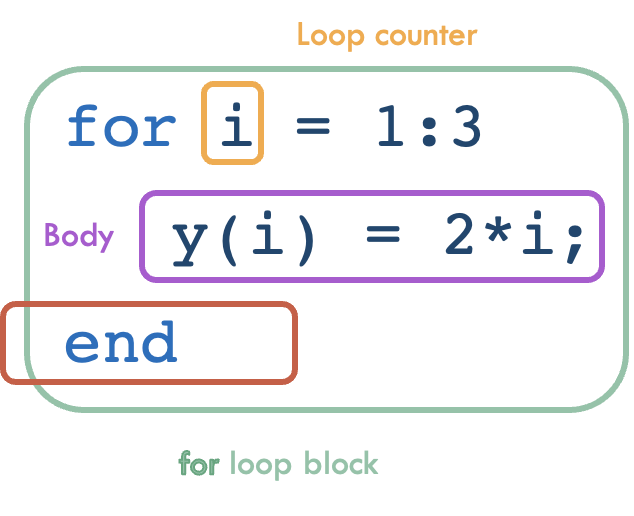 Loop counter
for i = 1:3
Body
y(i) = 2*i;
end
for loop block